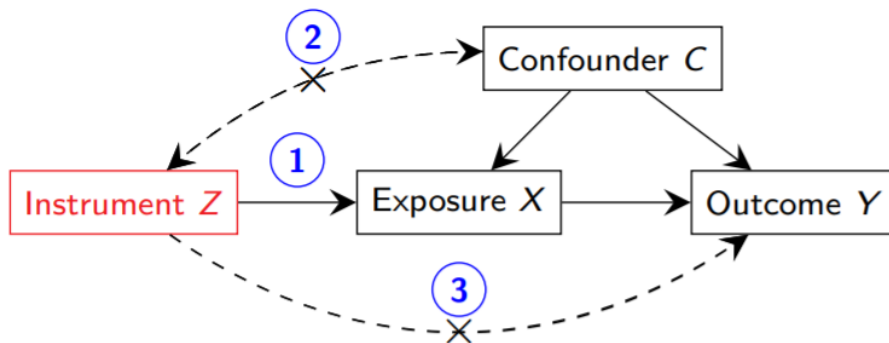 2
Confounder C
1
Instrument Z
Exposure X
Outcome Y
3